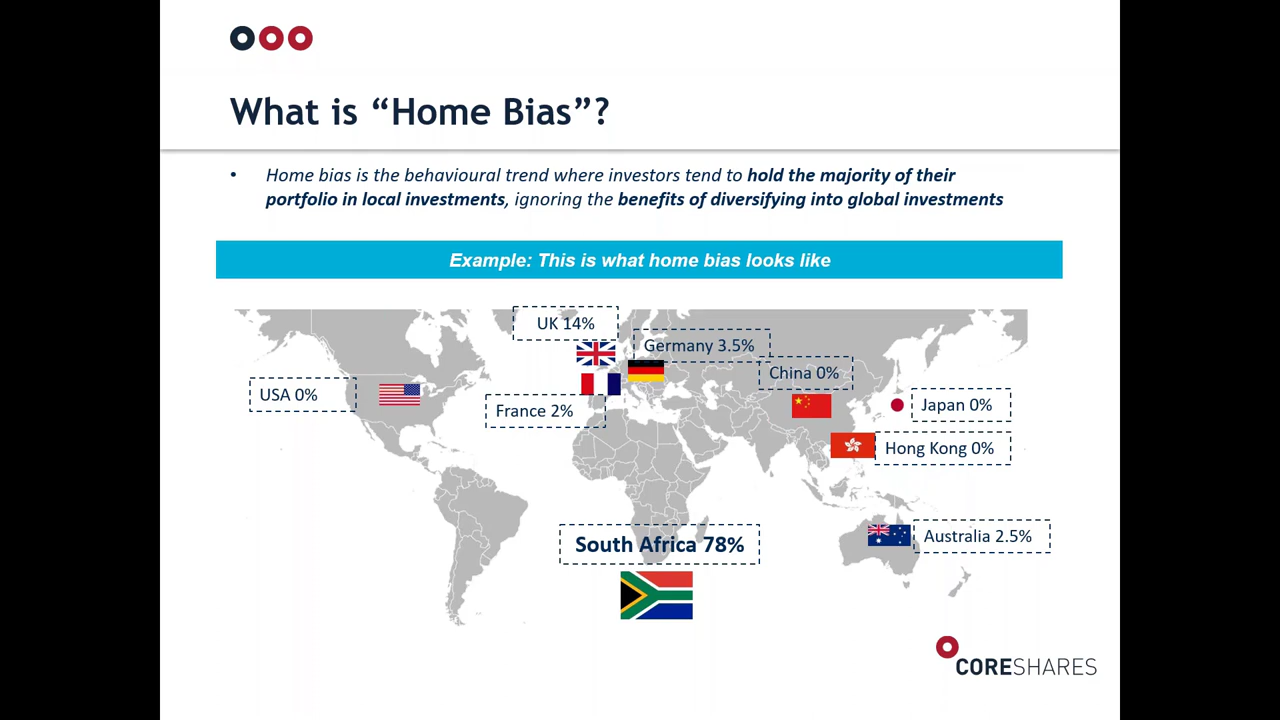 What is “Home Bias”?
• Home bias is the behavioural trend where investors tend to hold the majority of their
portfolio in local investments, ignoring the benefits of diversifying into global investments
Example: This is what home bias looks like
UK 14%
Germany 3.5%
China 0%
USA 0%
France 2%
Japan 0%
Hong Kong 0%
South Africa 78%
Australia 2.5%
CORESHARES